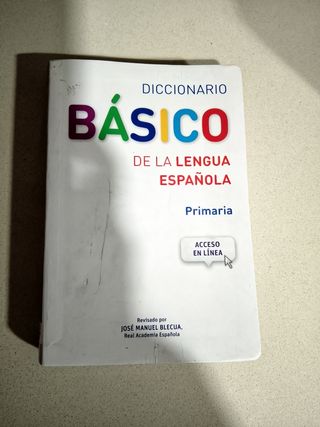 DICCIONARIO
BÁSICO
DE LA LENGUA
ESPAÑOLA
Primaria
ACCESO
EN LÍNEA
Revisado por
JOSÉ MANUEL BLECUA,
Real Academia Española